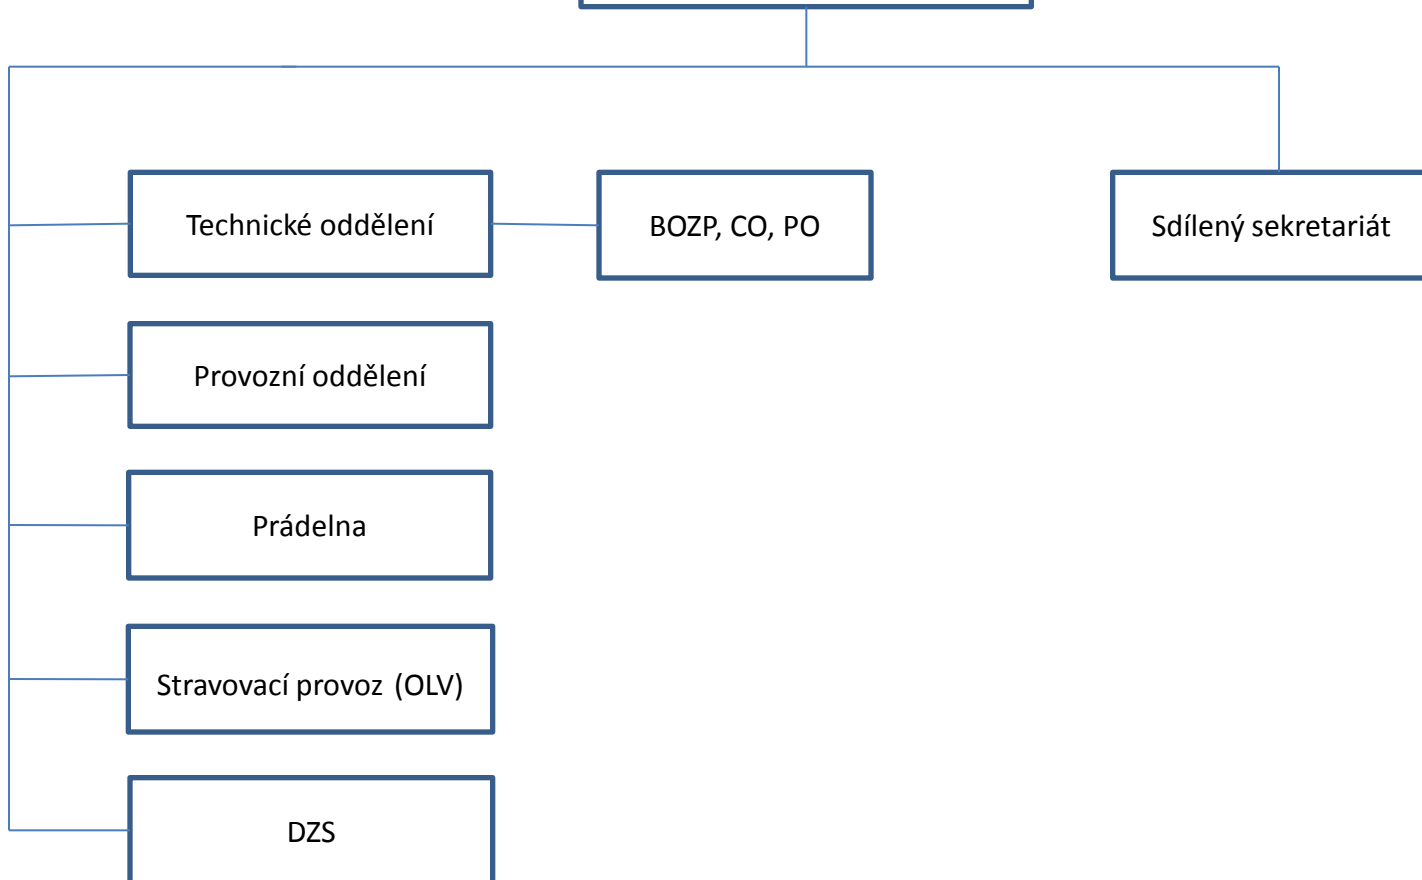 Technické oddělení
BOZP, CO, PO
Sdílený sekretariát
Provozní oddělení
Prádelna
Stravovací provoz (OLV)
DZS